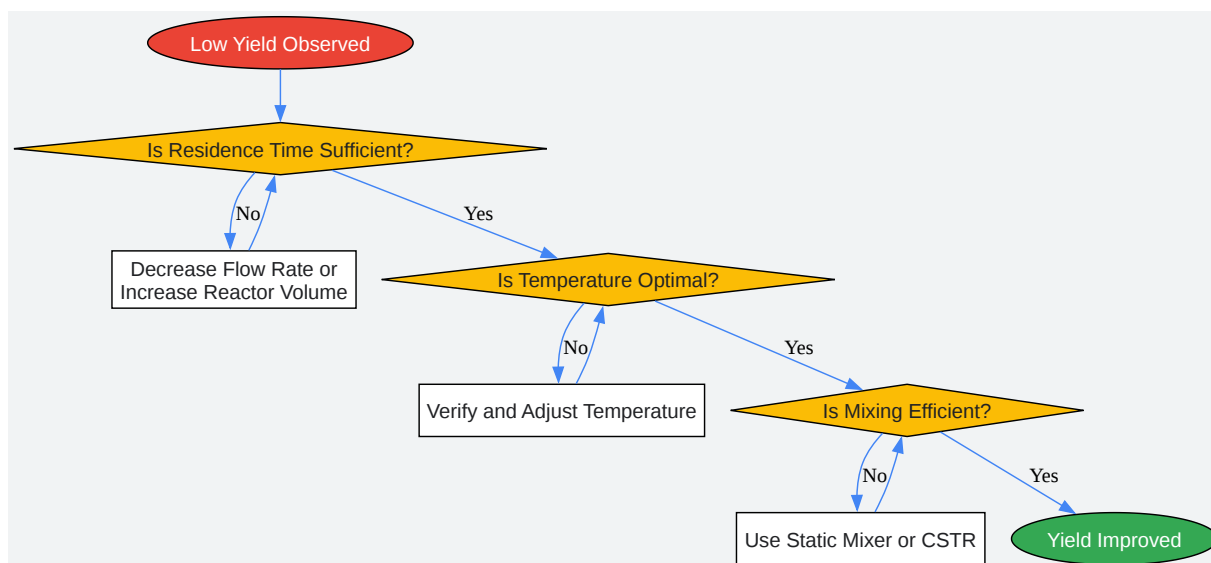 Low Yield Observed
Is Residence Time Sufficient?
No
Yes
Decrease Flow Rate or
Increase Reactor Volume
Is Temperature Optimal?
No
Yes
Verify and Adjust Temperature
Is Mixing Efficient?
No
Yes
Use Static Mixer or CSTR
Yield Improved